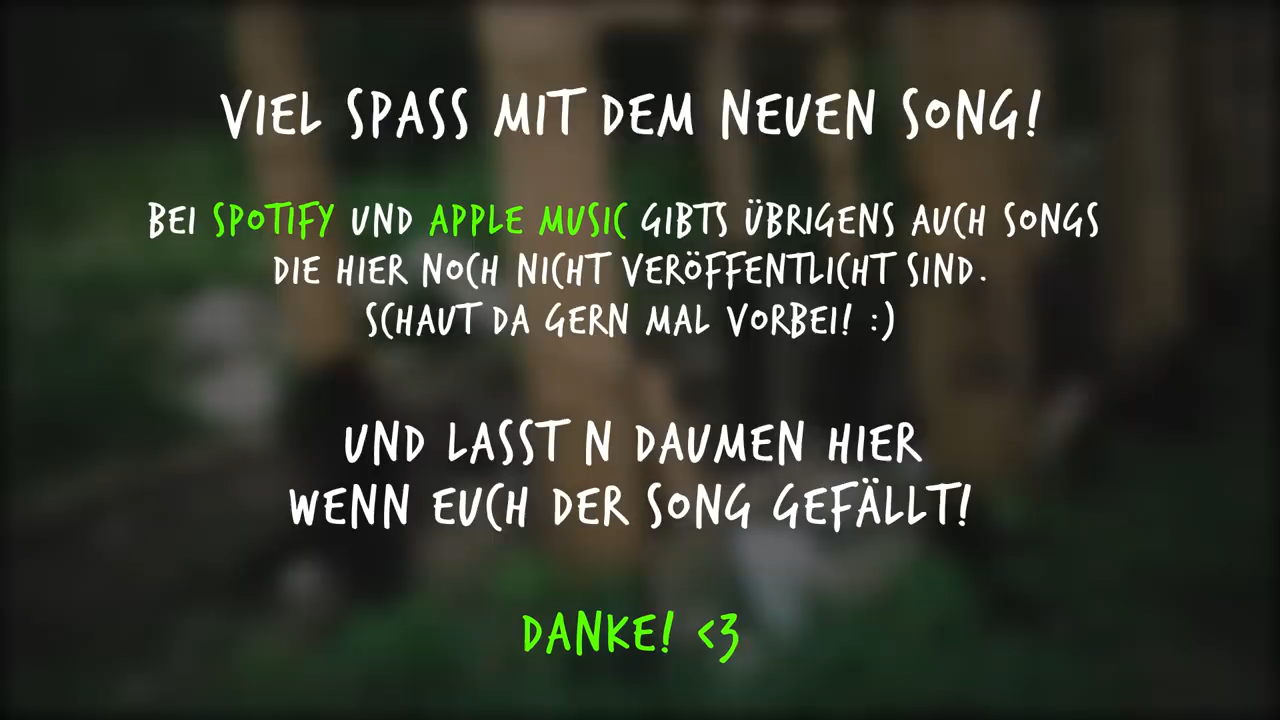 VIEL SPASS MIT DEM NEUEN SONG!
BEI SPOTIFY UND APPLE MUSIC GIBTS ÜBRIGENS AUCH SONGS
DIE HIER NOCH NICHT VERÖFFENTLICHT SIND.
SCHAUT DA GERN MAL VORBEI! :)
UND LASST N DAUMEN HIER
WENN EUCH DER SONG GEFÄLLT!
DANKE! <3